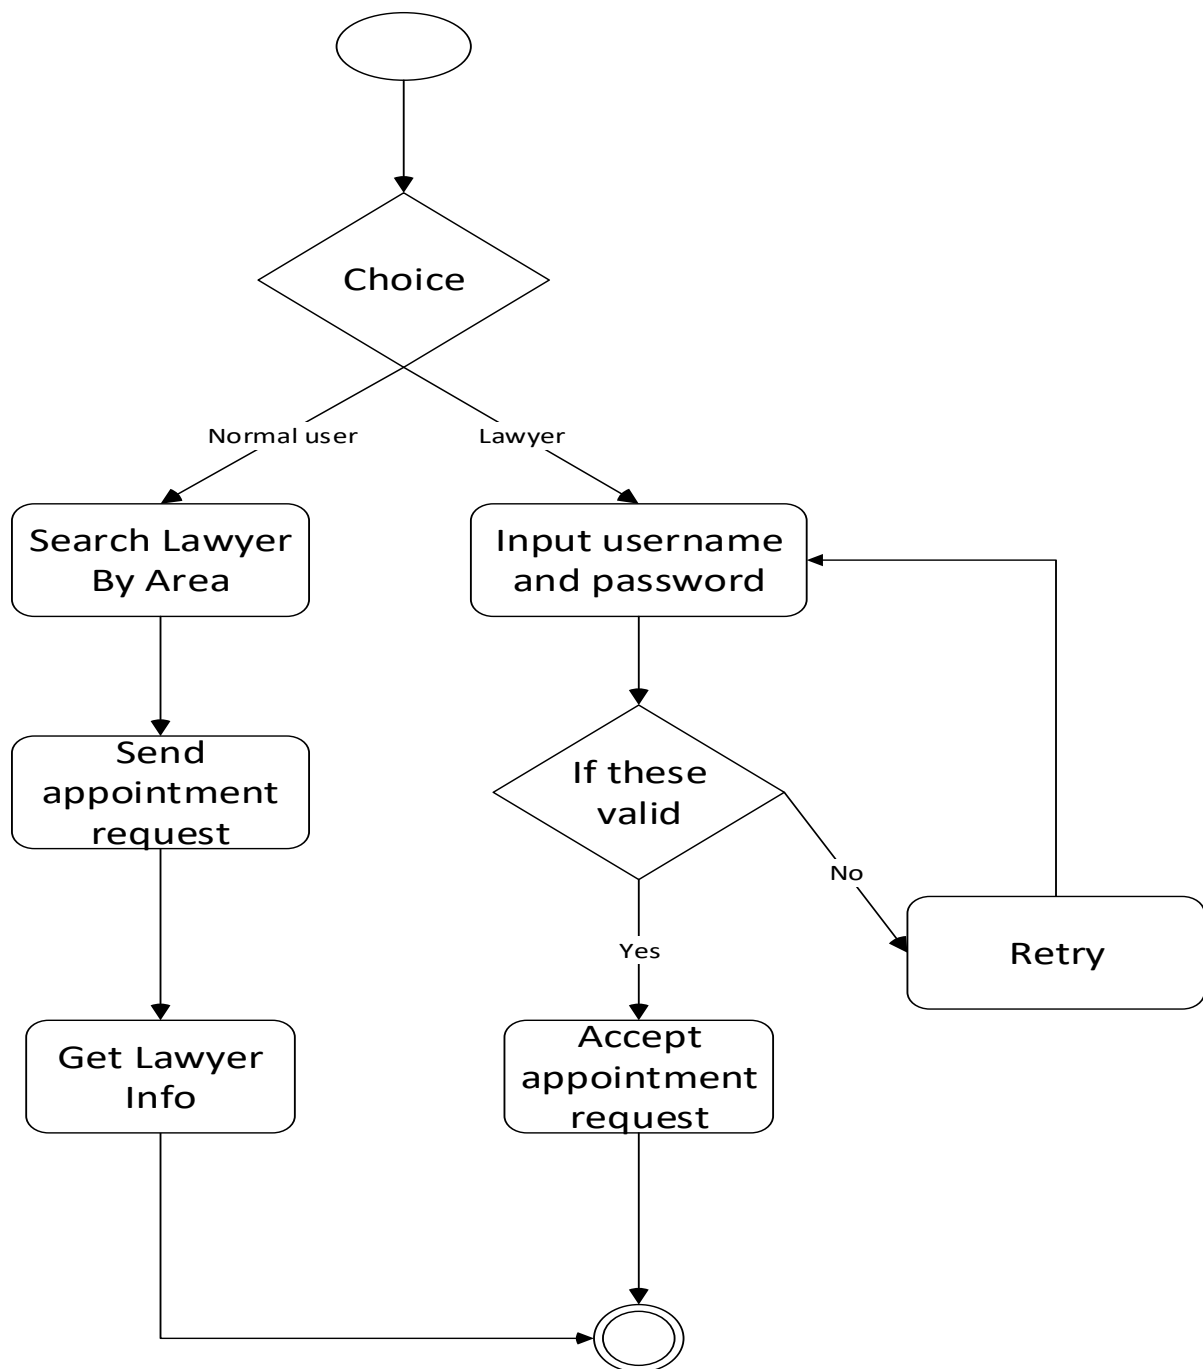 Choice
Normal user
Lawyer
Search Lawyer
By Area
Input username
and password
Send
appointment
request
If these
valid
No
Yes
Retry
Get Lawyer
Info
Accept
appointment
request